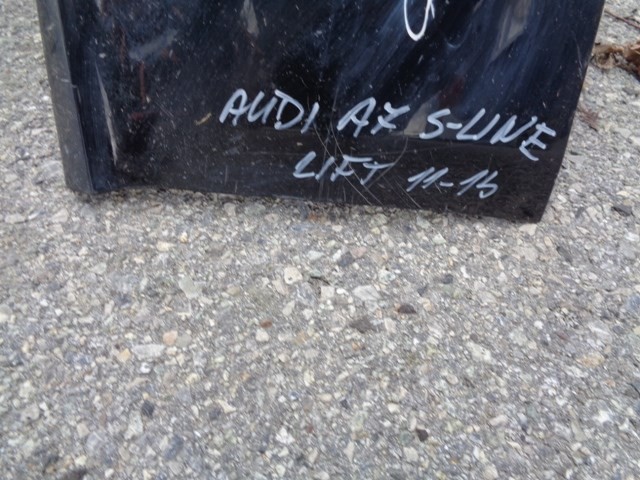 AUDI A7 S-LINE
LIFT 11-15